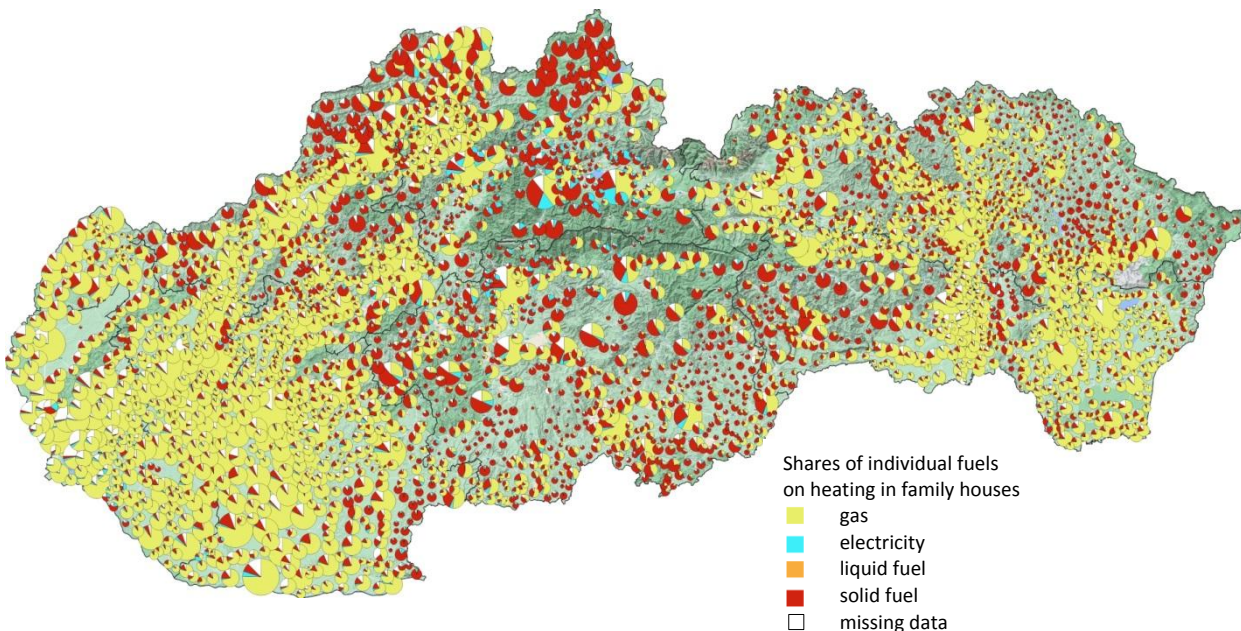 Shares of individual fuels
on heating in family houses
gas
electricity
liquid fuel
solid fuel
missing data